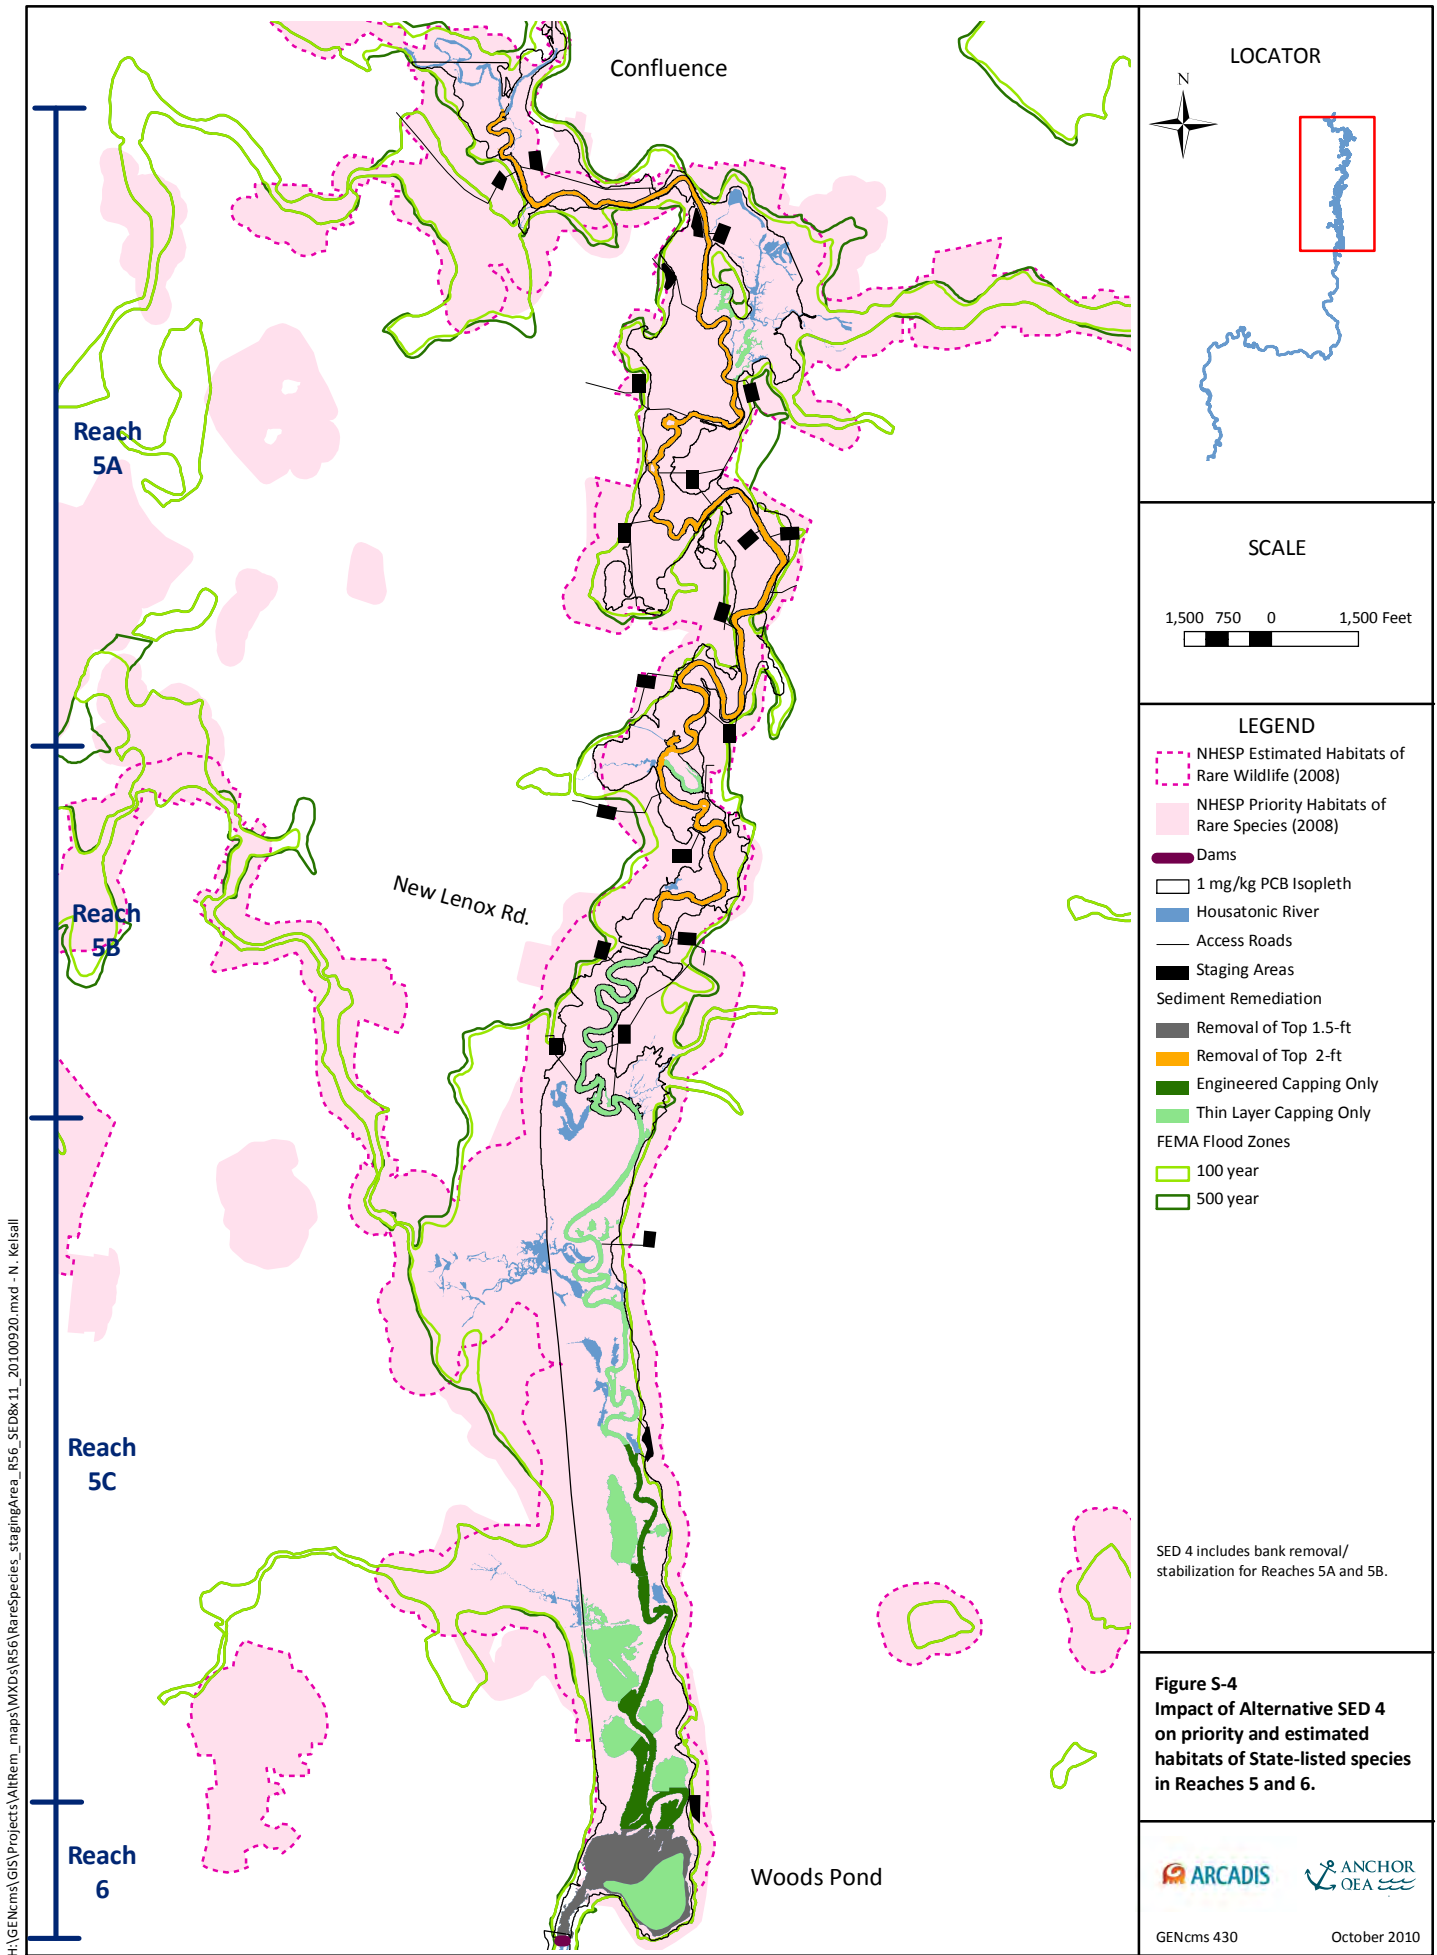 Confluence
Reach
5A
Reach
5B
New Lenox Rd.
Reach
5C
Reach
6
Woods Pond
H:\GENcms\GIS\Projects\AltRem_maps\MXDs\R56\RareSpecies_stagingArea_R56_SED8x11_20100920.mxd - N. Kelsall
LOCATOR
N
SCALE
1,500 750 0 1,500 Feet
LEGEND
NHESP Estimated Habitats of
Rare Wildlife (2008)
NHESP Priority Habitats of
Rare Species (2008)
Dams
1 mg/kg PCB Isopleth
Housatonic River
Access Roads
Staging Areas
Sediment Remediation
Removal of Top 1.5-ft
Removal of Top 2-ft
Engineered Capping Only
Thin Layer Capping Only
FEMA Flood Zones
100 year
500 year
SED 4 includes bank removal/
stabilization for Reaches 5A and 5B.
Figure S-4
Impact of Alternative SED 4
on priority and estimated
habitats of State-listed species
in Reaches 5 and 6.
ARCADIS
ANCHOR
QEA
GENcms 430 October 2010